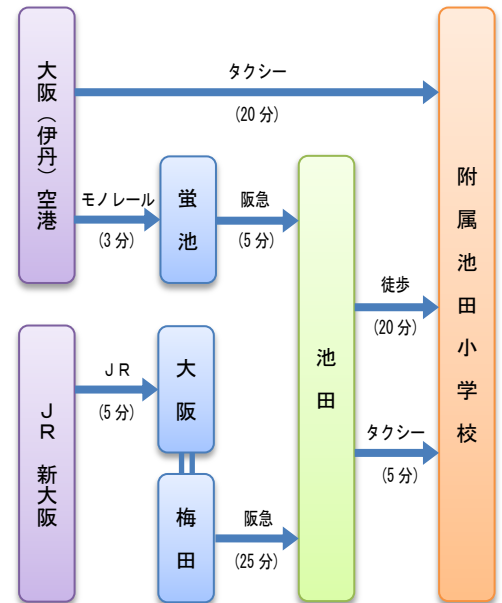 大阪（伊丹）空港
タクシー
(20 分)
モノレール
(3 分)
蛍池
阪急
(5 分)
池田
徒歩
(20 分)
タクシー
(5 分)
附属池田小学校
ＪＲ 新大阪
ＪＲ
(5 分)
大阪
梅田
阪急
(25 分)